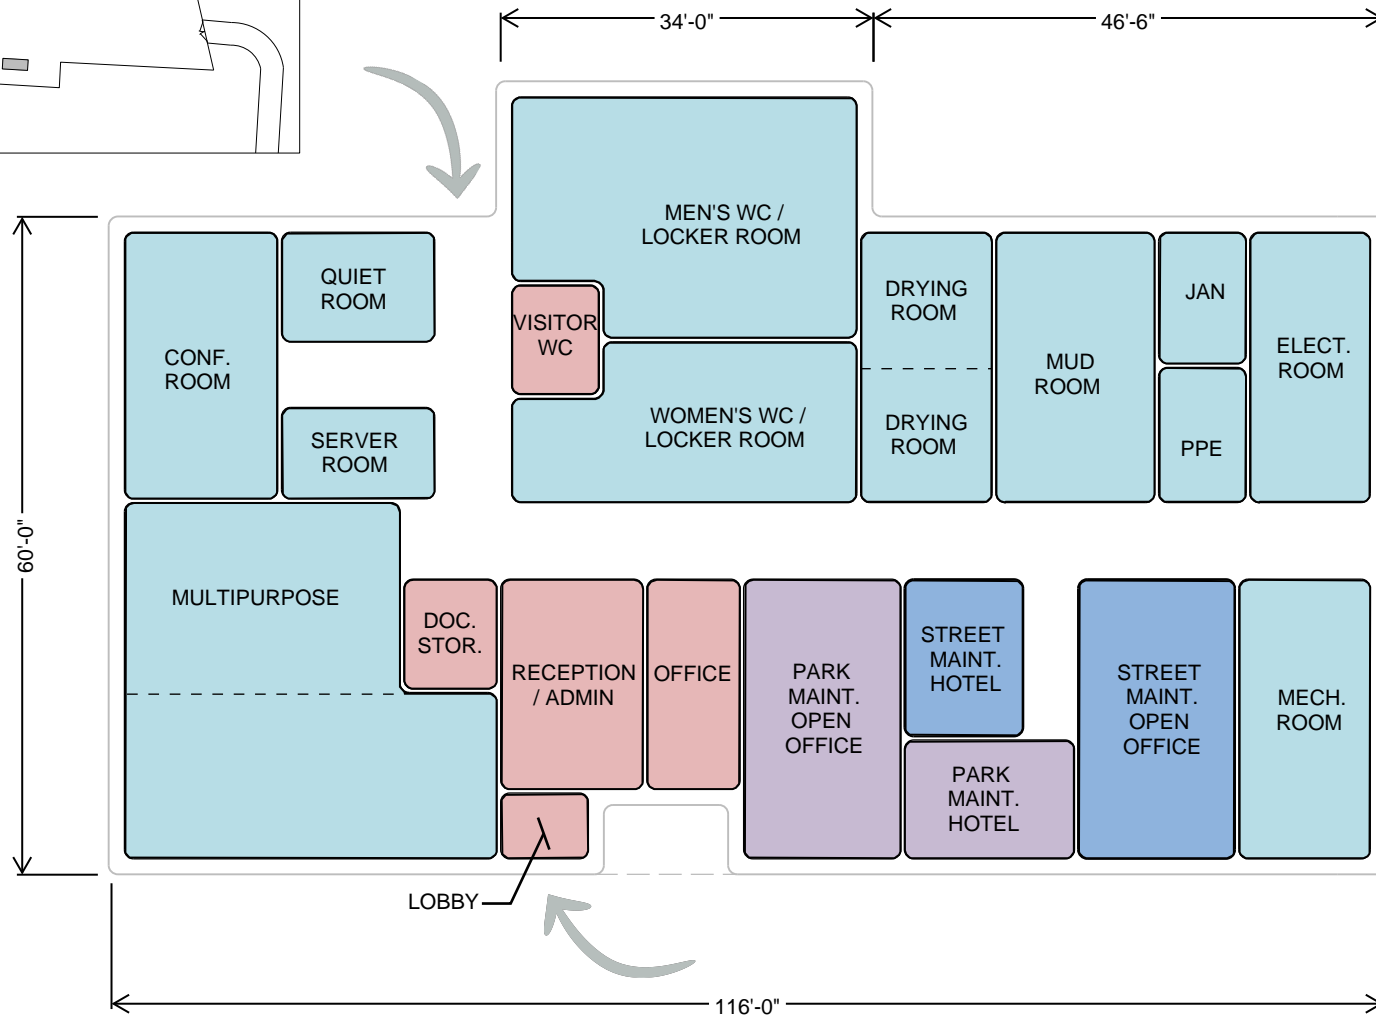 34'-0"
46'-6"
MEN'S WC /
LOCKER ROOM
QUIET
ROOM
DRYING
ROOM
JAN
VISITOR
WC
CONF.
ROOM
MUD
ROOM
ELECT.
ROOM
WOMEN'S WC /
LOCKER ROOM
DRYING
ROOM
SERVER
ROOM
PPE
60'-0"
MULTIPURPOSE
DOC.
STOR.
RECEPTION
/ ADMIN
OFFICE
PARK
MAINT.
OPEN
OFFICE
STREET
MAINT.
HOTEL
STREET
MAINT.
OPEN
OFFICE
MECH.
ROOM
PARK
MAINT.
HOTEL
LOBBY
116'-0"